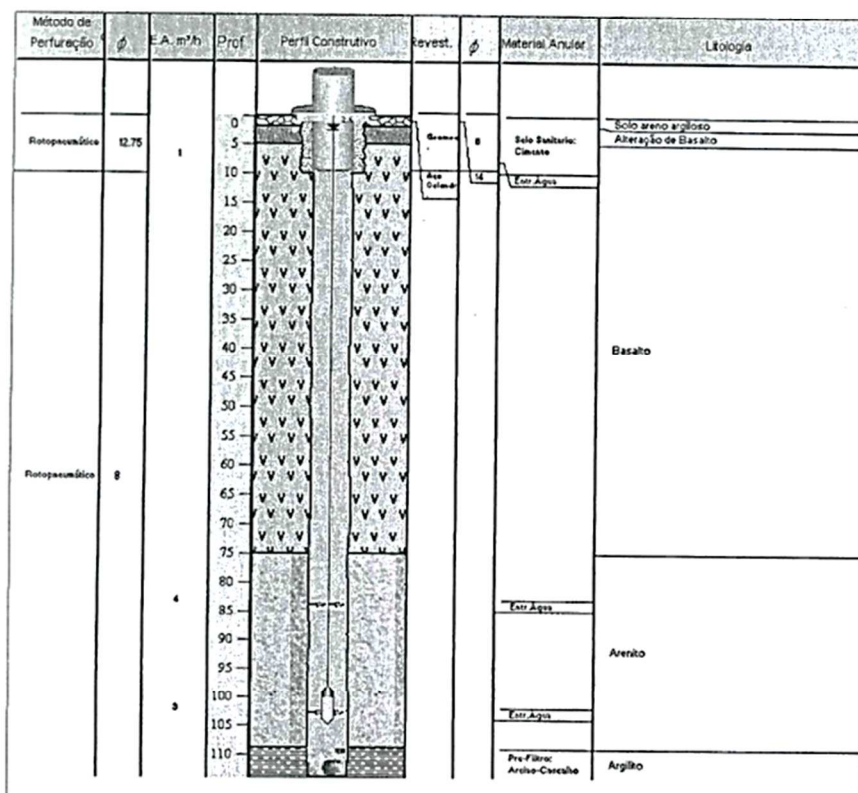 Método de
Perfuração
ϕ
E.A. m³/h
Prof.
Perfil Construtivo
Revest.
ϕ
Material Anular
Litologia
0
Solo areno argiloso
Rotopneumático
12.75
5
8
Selo Sanitario:
Cimento
Alteração de Basalto
1
10
Aço
14
Entr.Água
15
20
25
30
35
Basalto
40
45
50
55
60
Rotopneumático
8
65
70
75
80
4
85
Entr.Água
90
Arenito
95
100
3
Entr.Água
105
110
Pre-Filtro:
Argilito